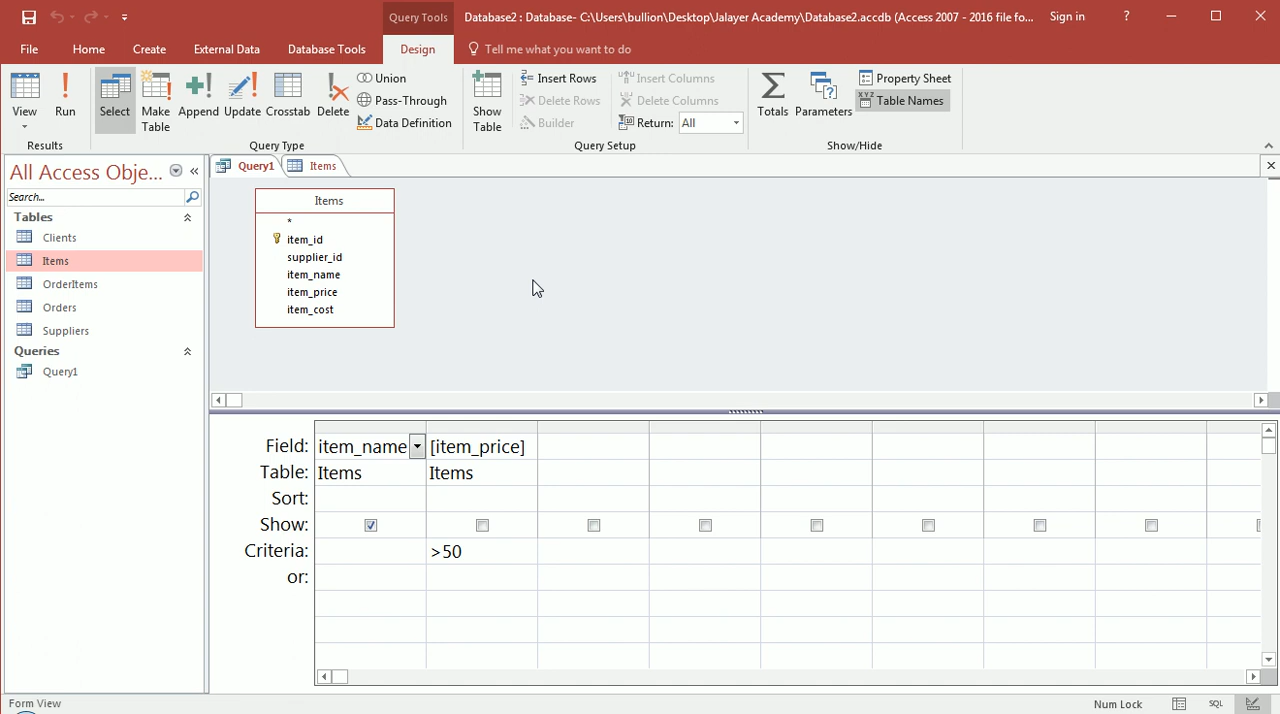 Query Tools
Database2 : Database- C:\Users\bullion\Desktop\Jalayer Academy\Database2.accdb (Access 2007 - 2016 file fo...
Sign in
?
File Home Create External Data Database Tools Design Tell me what you want to do
View
Run
Select
Make Table
Append
Update
Crosstab
Delete
Union
Pass-Through
Data Definition
Show Table
Insert Rows
Delete Rows
Builder
Insert Columns
Delete Columns
Return: All
Totals
Parameters
Property Sheet
XYZ Table Names
Results Query Type Query Setup Show/Hide
All Access Obje...
Search...
Tables
Clients
Items
OrderItems
Orders
Suppliers
Queries
Query1
Query1 Items
Items
*
item_id
supplier_id
item_name
item_price
item_cost
Field: item_name [item_price]
Table: Items Items
Sort:
Show:
Criteria: >50
or:
Form View
Num Lock
SQL